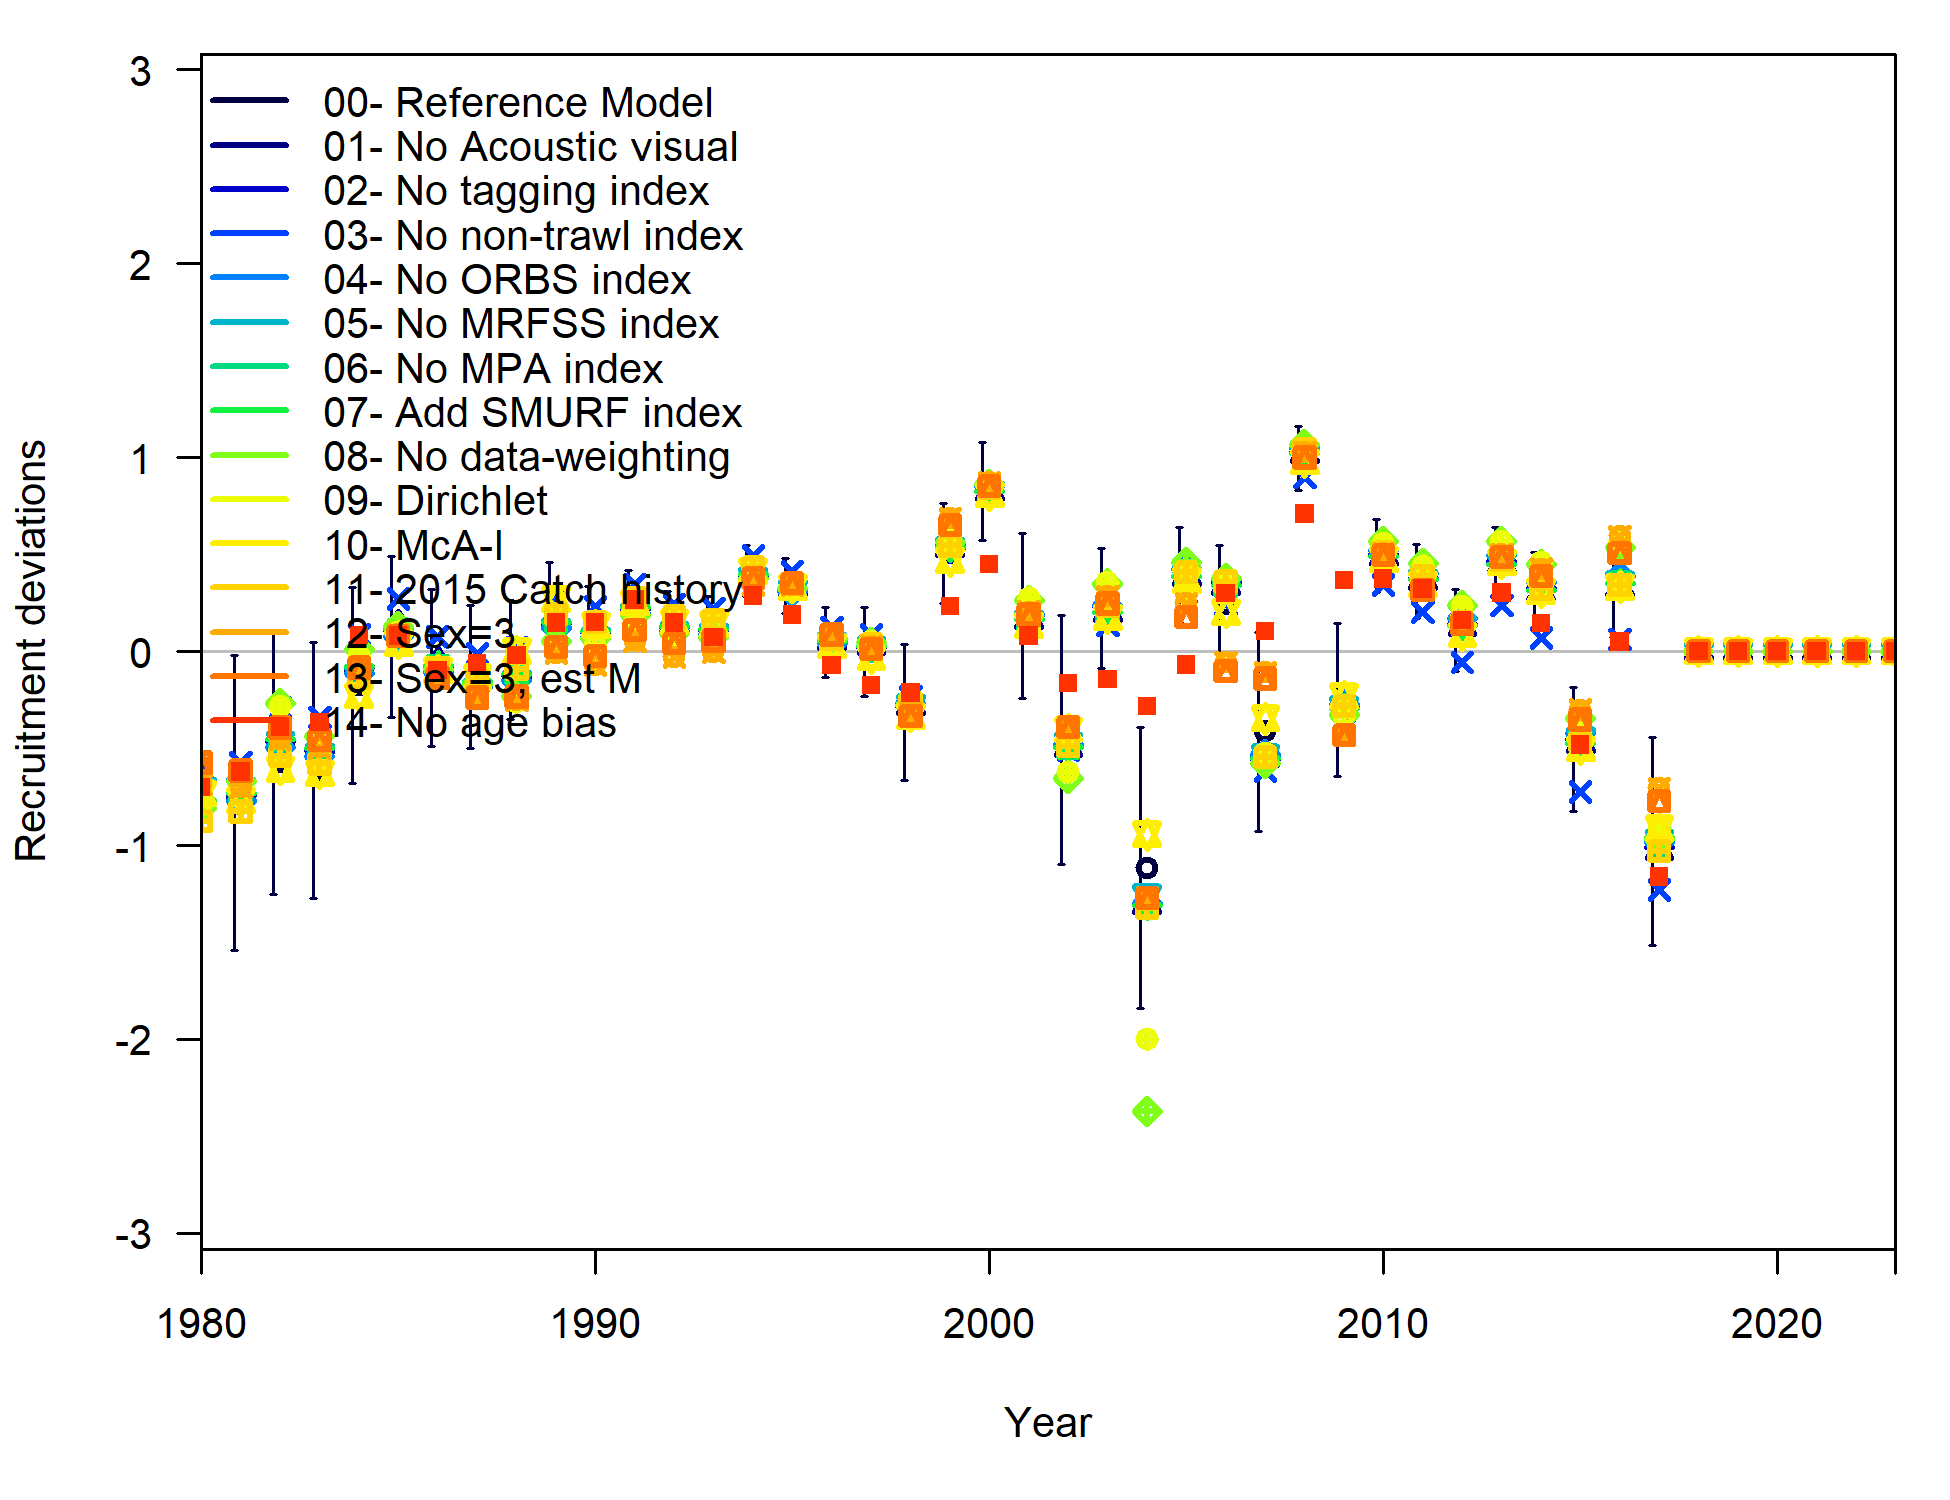 3
2
1
0
-1
-2
-3
Recruitment deviations
00- Reference Model
01- No Acoustic visual
02- No tagging index
03- No non-trawl index
04- No ORBS index
05- No MRFSS index
06- No MPA index
07- Add SMURF index
08- No data-weighting
09- Dirichlet
10- McA-I
11- 2015 Catch history
12- Sex=3
13- Sex=3, est M
14- No age bias
1980 1990 2000 2010 2020
Year